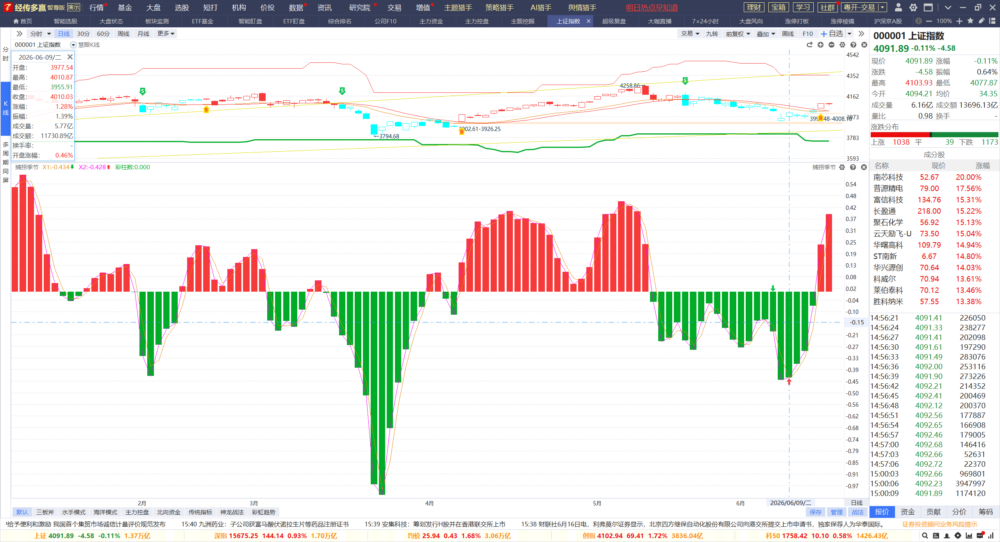 经传多赢 智尊版 演示 行情 基金 大盘 选股 短打 机构 价投 数据 资讯 研究院 交易 增值 主题猎手 策略猎手 AI猎手 舆情猎手 明日热点早知道 理财 宝箱 学习 社群 粤开-交易
首页 智能选股 大盘状态 板块监测 ETF基金 智能盯盘 ETF盯盘 综合排名 公司F10 主力资金 主力控盘 主题挖掘 上证指数 超级复盘 大咖直播 7×24小时 大盘风向 涨停打板 涨停棱镜 沪深京A股 100%
分时 日线 30分 60分 周线 月线 更多 交易 九转 前复权 叠加 画线 F10 自选
000001 上证指数 慧眼K线
分时
K线
多周期同屏
2026-06-09/二
开盘: 3977.54
最高: 4010.87
最低: 3955.91
收盘: 4010.03
涨幅: 1.28%
振幅: 1.39%
成交量: 5.77亿
成交额: 11730.89亿
换手率: -
开盘涨幅: 0.46%
S
S
S
B
B
B
4258.86
3794.68
3902.61-3926.25
4542
4352
4162
3973
3783
3593
捕捞季节 X1:-0.434 X2:-0.428 彩柱数:0.000
捕捞季节
0.54
0.48
0.42
0.37
0.31
0.25
0.19
0.13
0.08
0.02
-0.04
-0.10
-0.15
-0.21
-0.27
-0.33
-0.39
-0.45
-0.50
-0.56
-0.62
-0.68
-0.74
-0.79
-0.85
-0.91
-0.97
2月 3月 4月 5月 6月 2026/06/09/二 日线
默认 三板斧 水手模式 海洋模式 主力控盘 北向资金 传统指标 神龙战法 彩虹趋势 保存 管理 战法
000001 上证指数
4091.89 -0.11% -4.58
现价 4091.89 涨幅 -0.11%
涨跌 -4.58 振幅 0.64%
最高 4103.93 最低 4077.87
今开 4094.21 均价 34.35
成交量 6.16亿 成交额 13696.13亿
量比 0.98 换手 -
涨跌分布
上涨 1038 平 39 下跌 1173
成分股
名称 现价 涨幅
南芯科技 52.67 20.00%
普源精电 79.00 17.56%
富信科技 134.76 15.31%
长盈通 218.00 15.22%
聚石化学 56.92 15.13%
云天励飞-U 73.50 15.04%
华曙高科 109.79 14.94%
ST南新 6.67 14.80%
华兴源创 70.64 14.03%
科威尔 70.94 13.61%
莱伯泰科 70.12 13.46%
胜科纳米 57.55 13.38%
14:56:21 4091.41 226050
14:56:24 4091.33 238277
14:56:27 4091.41 202098
14:56:30 4091.61 197290
14:56:33 4091.49 283076
14:56:36 4092.00 253116
14:56:39 4091.90 273226
14:56:42 4092.21 214352
14:56:45 4092.41 200469
14:56:48 4092.12 200370
14:56:51 4092.56 177887
14:56:54 4092.65 166908
14:56:57 4092.46 179005
14:57:00 4092.68 146416
14:57:03 4092.66 52631
14:57:06 4092.72 22370
15:00:03 4092.66 969801
15:00:06 4092.23 3947997
15:00:09 4091.89 1174120
报价 资金 贡献 分价 筹码
给予便利和激励 我国首个集贸市场诚信计量评价规范发布 15:40 九洲药业：子公司获富马酸伏诺拉生片等药品注册证书 15:39 安集科技：筹划发行H股并在香港联交所上市 15:38 财联社6月16日电，利弗莫尔证券显示，北京四方继保自动化股份有限公司向港交所提交上市申请书，独家保荐人为华泰国际。 证券投资顾问业务风险提示
上证 4091.89 -4.58 -0.11% 1.37万亿 深指 15675.25 144.14 0.93% 1.70万亿 均价 25.94 0.43 1.68% 3.06万亿 创指 4102.94 69.41 1.72% 3836.04亿 科50 1758.42 10.10 0.58% 1426.43亿